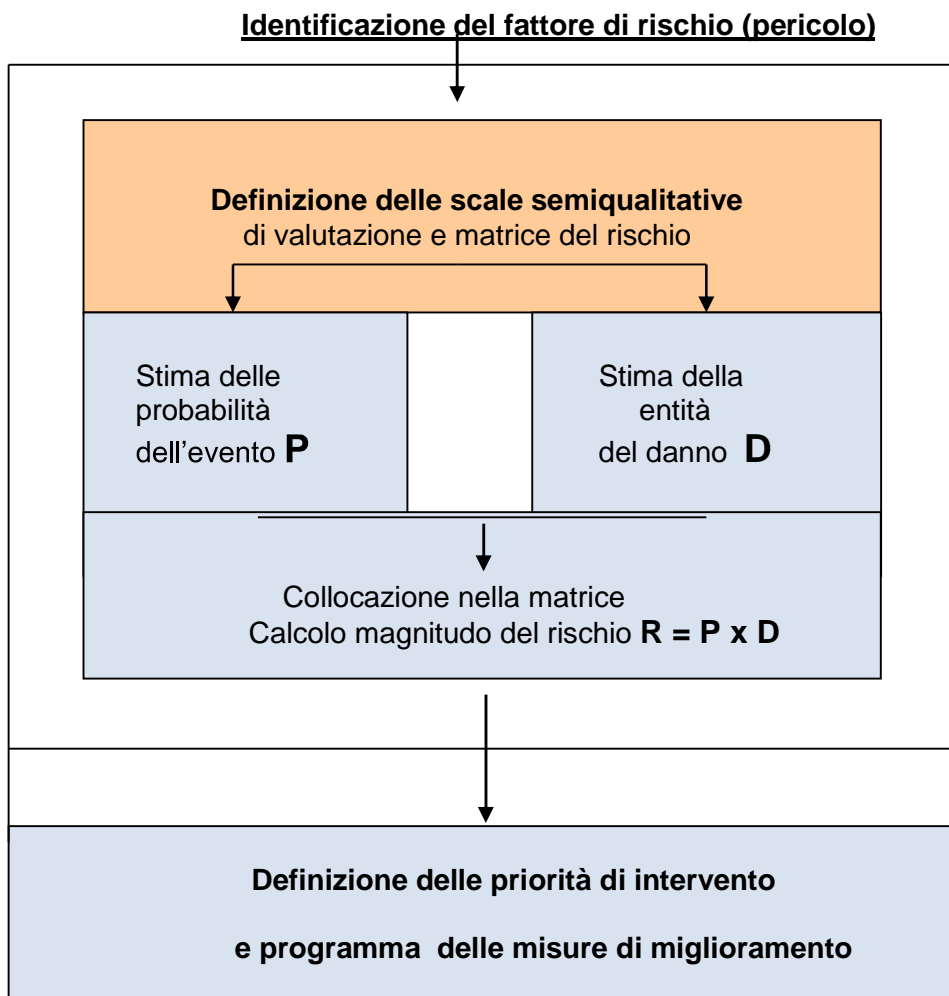 Identificazione del fattore di rischio (pericolo)
Definizione delle scale semiqualitative
di valutazione e matrice del rischio
Stima delle
probabilità
dell'evento P
Stima della
entità
del danno D
Collocazione nella matrice
Calcolo magnitudo del rischio R = P x D
Definizione delle priorità di intervento
e programma delle misure di miglioramento